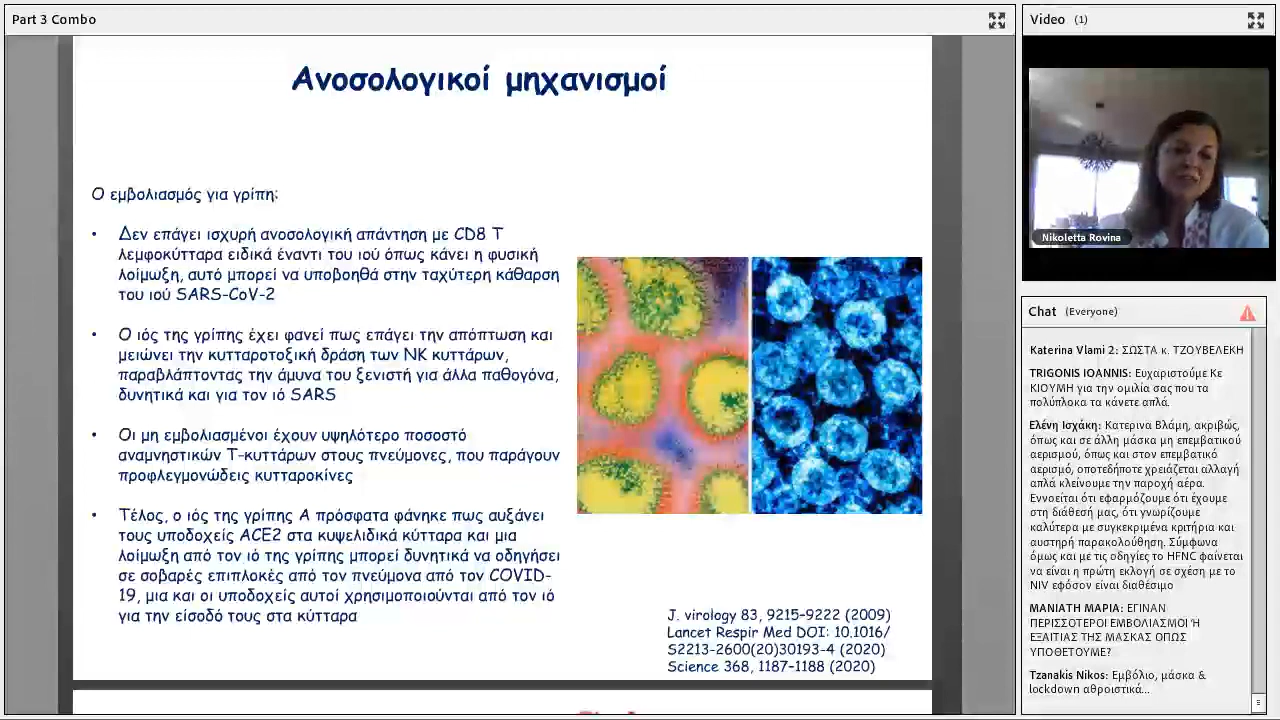 Part 3 Combo
Ανοσολογικοί μηχανισμοί
Ο εμβολιασμός για γρίπη:
• Δεν επάγει ισχυρή ανοσολογική απάντηση με CD8 T
λεμφοκύτταρα ειδικά έναντι του ιού όπως κάνει η φυσική
λοίμωξη, αυτό μπορεί να υποβοηθά στην ταχύτερη κάθαρση
του ιού SARS-CoV-2
• Ο ιός της γρίπης έχει φανεί πως επάγει την απόπτωση και
μειώνει την κυτταροτοξική δράση των NK κυττάρων,
παραβλάπτοντας την άμυνα του ξενιστή για άλλα παθογόνα,
δυνητικά και για τον ιό SARS
• Οι μη εμβολιασμένοι έχουν υψηλότερο ποσοστό
αναμνηστικών Τ-κυττάρων στους πνεύμονες, που παράγουν
προφλεγμονώδεις κυτταροκίνες
• Τέλος, ο ιός της γρίπης Α πρόσφατα φάνηκε πως αυξάνει
τους υποδοχείς ACE2 στα κυψελιδικά κύτταρα και μια
λοίμωξη από τον ιό της γρίπης μπορεί δυνητικά να οδηγήσει
σε σοβαρές επιπλοκές από τον πνεύμονα από τον COVID-
19, μια και οι υποδοχείς αυτοί χρησιμοποιούνται από τον ιό
για την είσοδό τους στα κύτταρα
J. virology 83, 9215–9222 (2009)
Lancet Respir Med DOI: 10.1016/
S2213-2600(20)30193-4 (2020)
Science 368, 1187–1188 (2020)
Video (1)
Nikoletta Rovina
Chat (Everyone)
Katerina Vlami 2: ΣΩΣΤΑ κ. ΤΖΟΥΒΕΛΕΚΗ
TRIGONIS IOANNIS: Ευχαριστούμε Κε
ΚΙΟΥΜΗ για την ομιλία σας που τα
πολύπλοκα τα κάνετε απλά.
Ελένη Ισχάκη: Κατερινα Βλάμη, ακριβώς,
όπως και σε άλλη μάσκα μη επεμβατικού
αερισμού, όπως και στον επεμβατικό
αερισμό, οποτεδήποτε χρειάζεται αλλαγή
απλά κλείνουμε την παροχή αέρα.
Εννοείται ότι εφαρμόζουμε ότι έχουμε
στη διάθεσή μας, ότι γνωρίζουμε
καλύτερα με συγκεκριμένα κριτήρια και
αυστηρή παρακολούθηση. Σύμφωνα
όμως και με τις οδηγίες το HFNC φαίνεται
να είναι η πρώτη εκλογή σε σχέση με το
NIV εφόσον είναι διαθέσιμο
ΜΑΝΙΑΤΗ ΜΑΡΙΑ: ΕΓΙΝΑΝ
ΠΕΡΙΣΣΟΤΕΡΟΙ ΕΜΒΟΛΙΑΣΜΟΙ Ή
ΕΞΑΙΤΙΑΣ ΤΗΣ ΜΑΣΚΑΣ ΟΠΩΣ
ΥΠΟΘΕΤΟΥΜΕ?
Tzanakis Nikos: Εμβόλιο, μάσκα &
lockdown αθροιστικά...